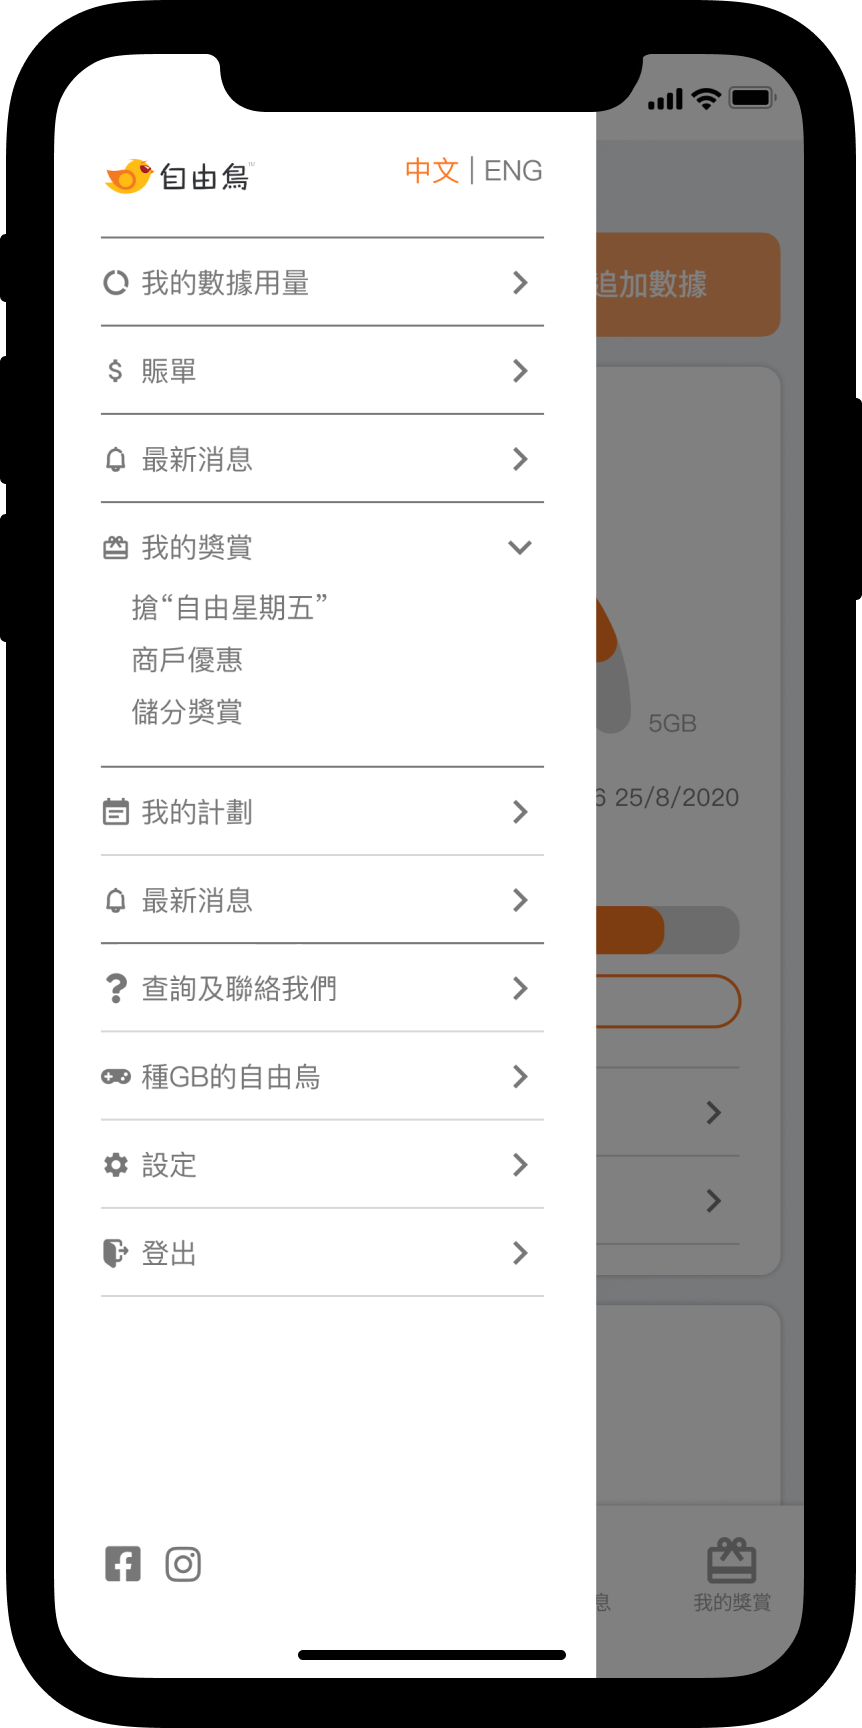 自由鳥™
中文 | ENG
我的數據用量
賬單
最新消息
我的獎賞
搶“自由星期五”
商戶優惠
儲分獎賞
我的計劃
最新消息
查詢及聯絡我們
種GB的自由鳥
設定
登出
追加數據
5GB
6 25/8/2020
息
我的獎賞